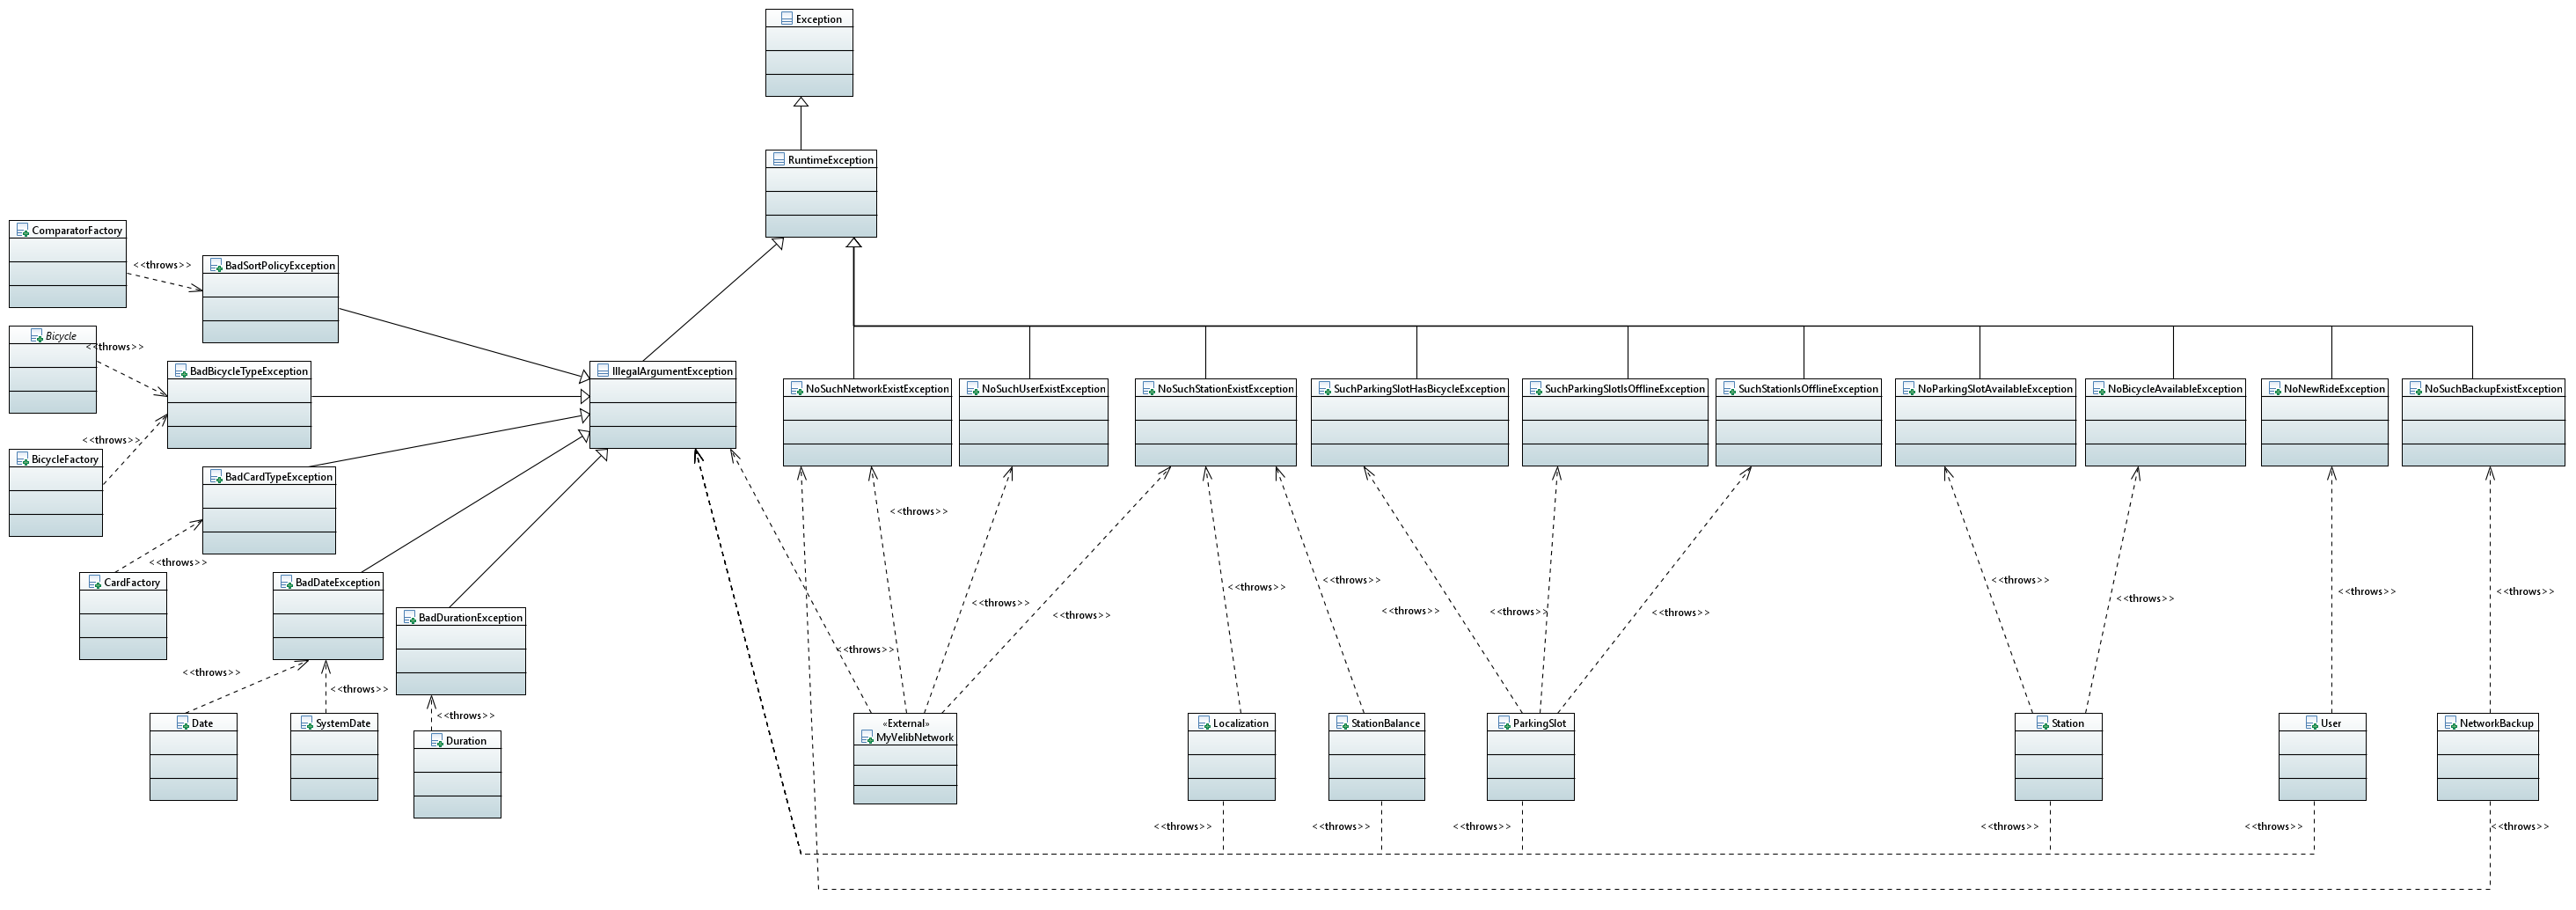 Exception
RuntimeException
ComparatorFactory
<<throws>>
BadSortPolicyException
Bicycle
<<throws>>
BadBicycleTypeException
IllegalArgumentException
NoSuchNetworkExistException
NoSuchUserExistException
NoSuchStationExistException
SuchParkingSlotHasBicycleException
SuchParkingSlotIsOfflineException
SuchStationIsOfflineException
NoParkingSlotAvailableException
NoBicycleAvailableException
NoNewRideException
NoSuchBackupExistException
<<throws>>
BicycleFactory
BadCardTypeException
<<throws>>
<<throws>>
CardFactory
BadDateException
<<throws>>
<<throws>>
<<throws>>
<<throws>>
<<throws>>
<<throws>>
<<throws>>
<<throws>>
<<throws>>
<<throws>>
<<throws>>
<<throws>>
BadDurationException
<<throws>>
<<throws>>
<<throws>>
<<throws>>
Date
SystemDate
Duration
«External»
MyVelibNetwork
Localization
StationBalance
ParkingSlot
Station
User
NetworkBackup
<<throws>>
<<throws>>
<<throws>>
<<throws>>
<<throws>>
<<throws>>